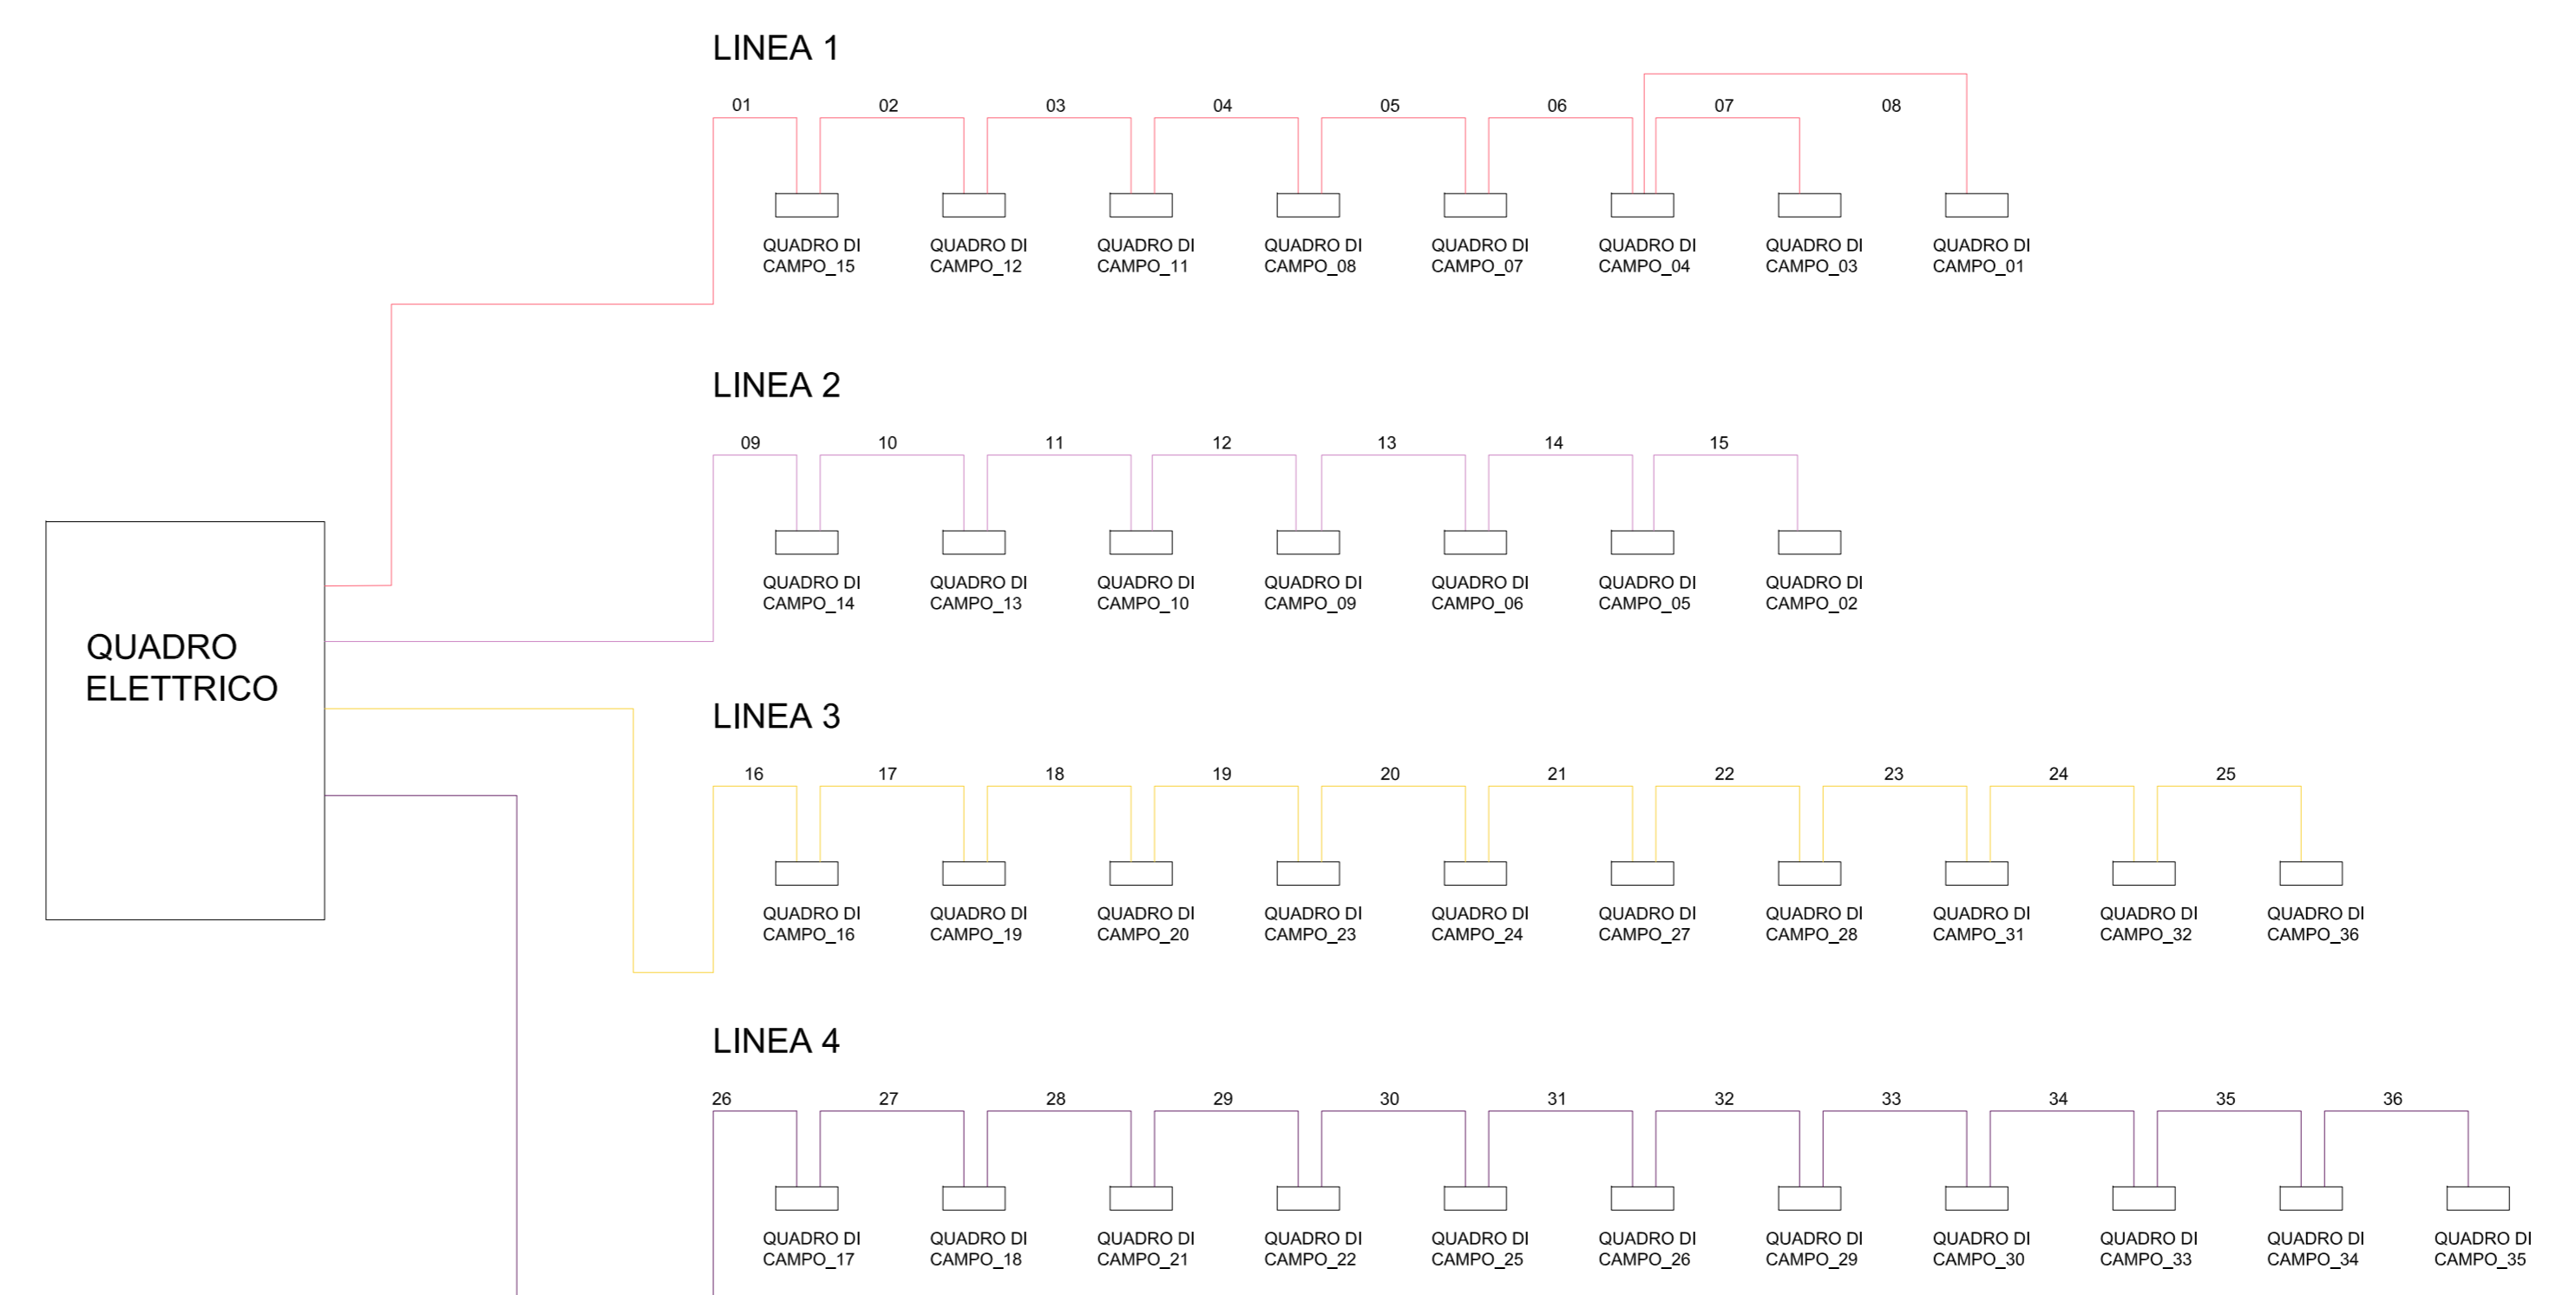 LINEA 1
01 02 03 04 05 06 07 08
QUADRO DI QUADRO DI QUADRO DI QUADRO DI QUADRO DI QUADRO DI QUADRO DI QUADRO DI
CAMPO_15 CAMPO_12 CAMPO_11 CAMPO_08 CAMPO_07 CAMPO_04 CAMPO_03 CAMPO_01
LINEA 2
09 10 11 12 13 14 15
QUADRO DI QUADRO DI QUADRO DI QUADRO DI QUADRO DI QUADRO DI QUADRO DI
CAMPO_14 CAMPO_13 CAMPO_10 CAMPO_09 CAMPO_06 CAMPO_05 CAMPO_02
QUADRO
ELETTRICO
LINEA 3
16 17 18 19 20 21 22 23 24 25
QUADRO DI QUADRO DI QUADRO DI QUADRO DI QUADRO DI QUADRO DI QUADRO DI QUADRO DI QUADRO DI QUADRO DI
CAMPO_16 CAMPO_19 CAMPO_20 CAMPO_23 CAMPO_24 CAMPO_27 CAMPO_28 CAMPO_31 CAMPO_32 CAMPO_36
LINEA 4
26 27 28 29 30 31 32 33 34 35 36
QUADRO DI QUADRO DI QUADRO DI QUADRO DI QUADRO DI QUADRO DI QUADRO DI QUADRO DI QUADRO DI QUADRO DI QUADRO DI
CAMPO_17 CAMPO_18 CAMPO_21 CAMPO_22 CAMPO_25 CAMPO_26 CAMPO_29 CAMPO_30 CAMPO_33 CAMPO_34 CAMPO_35